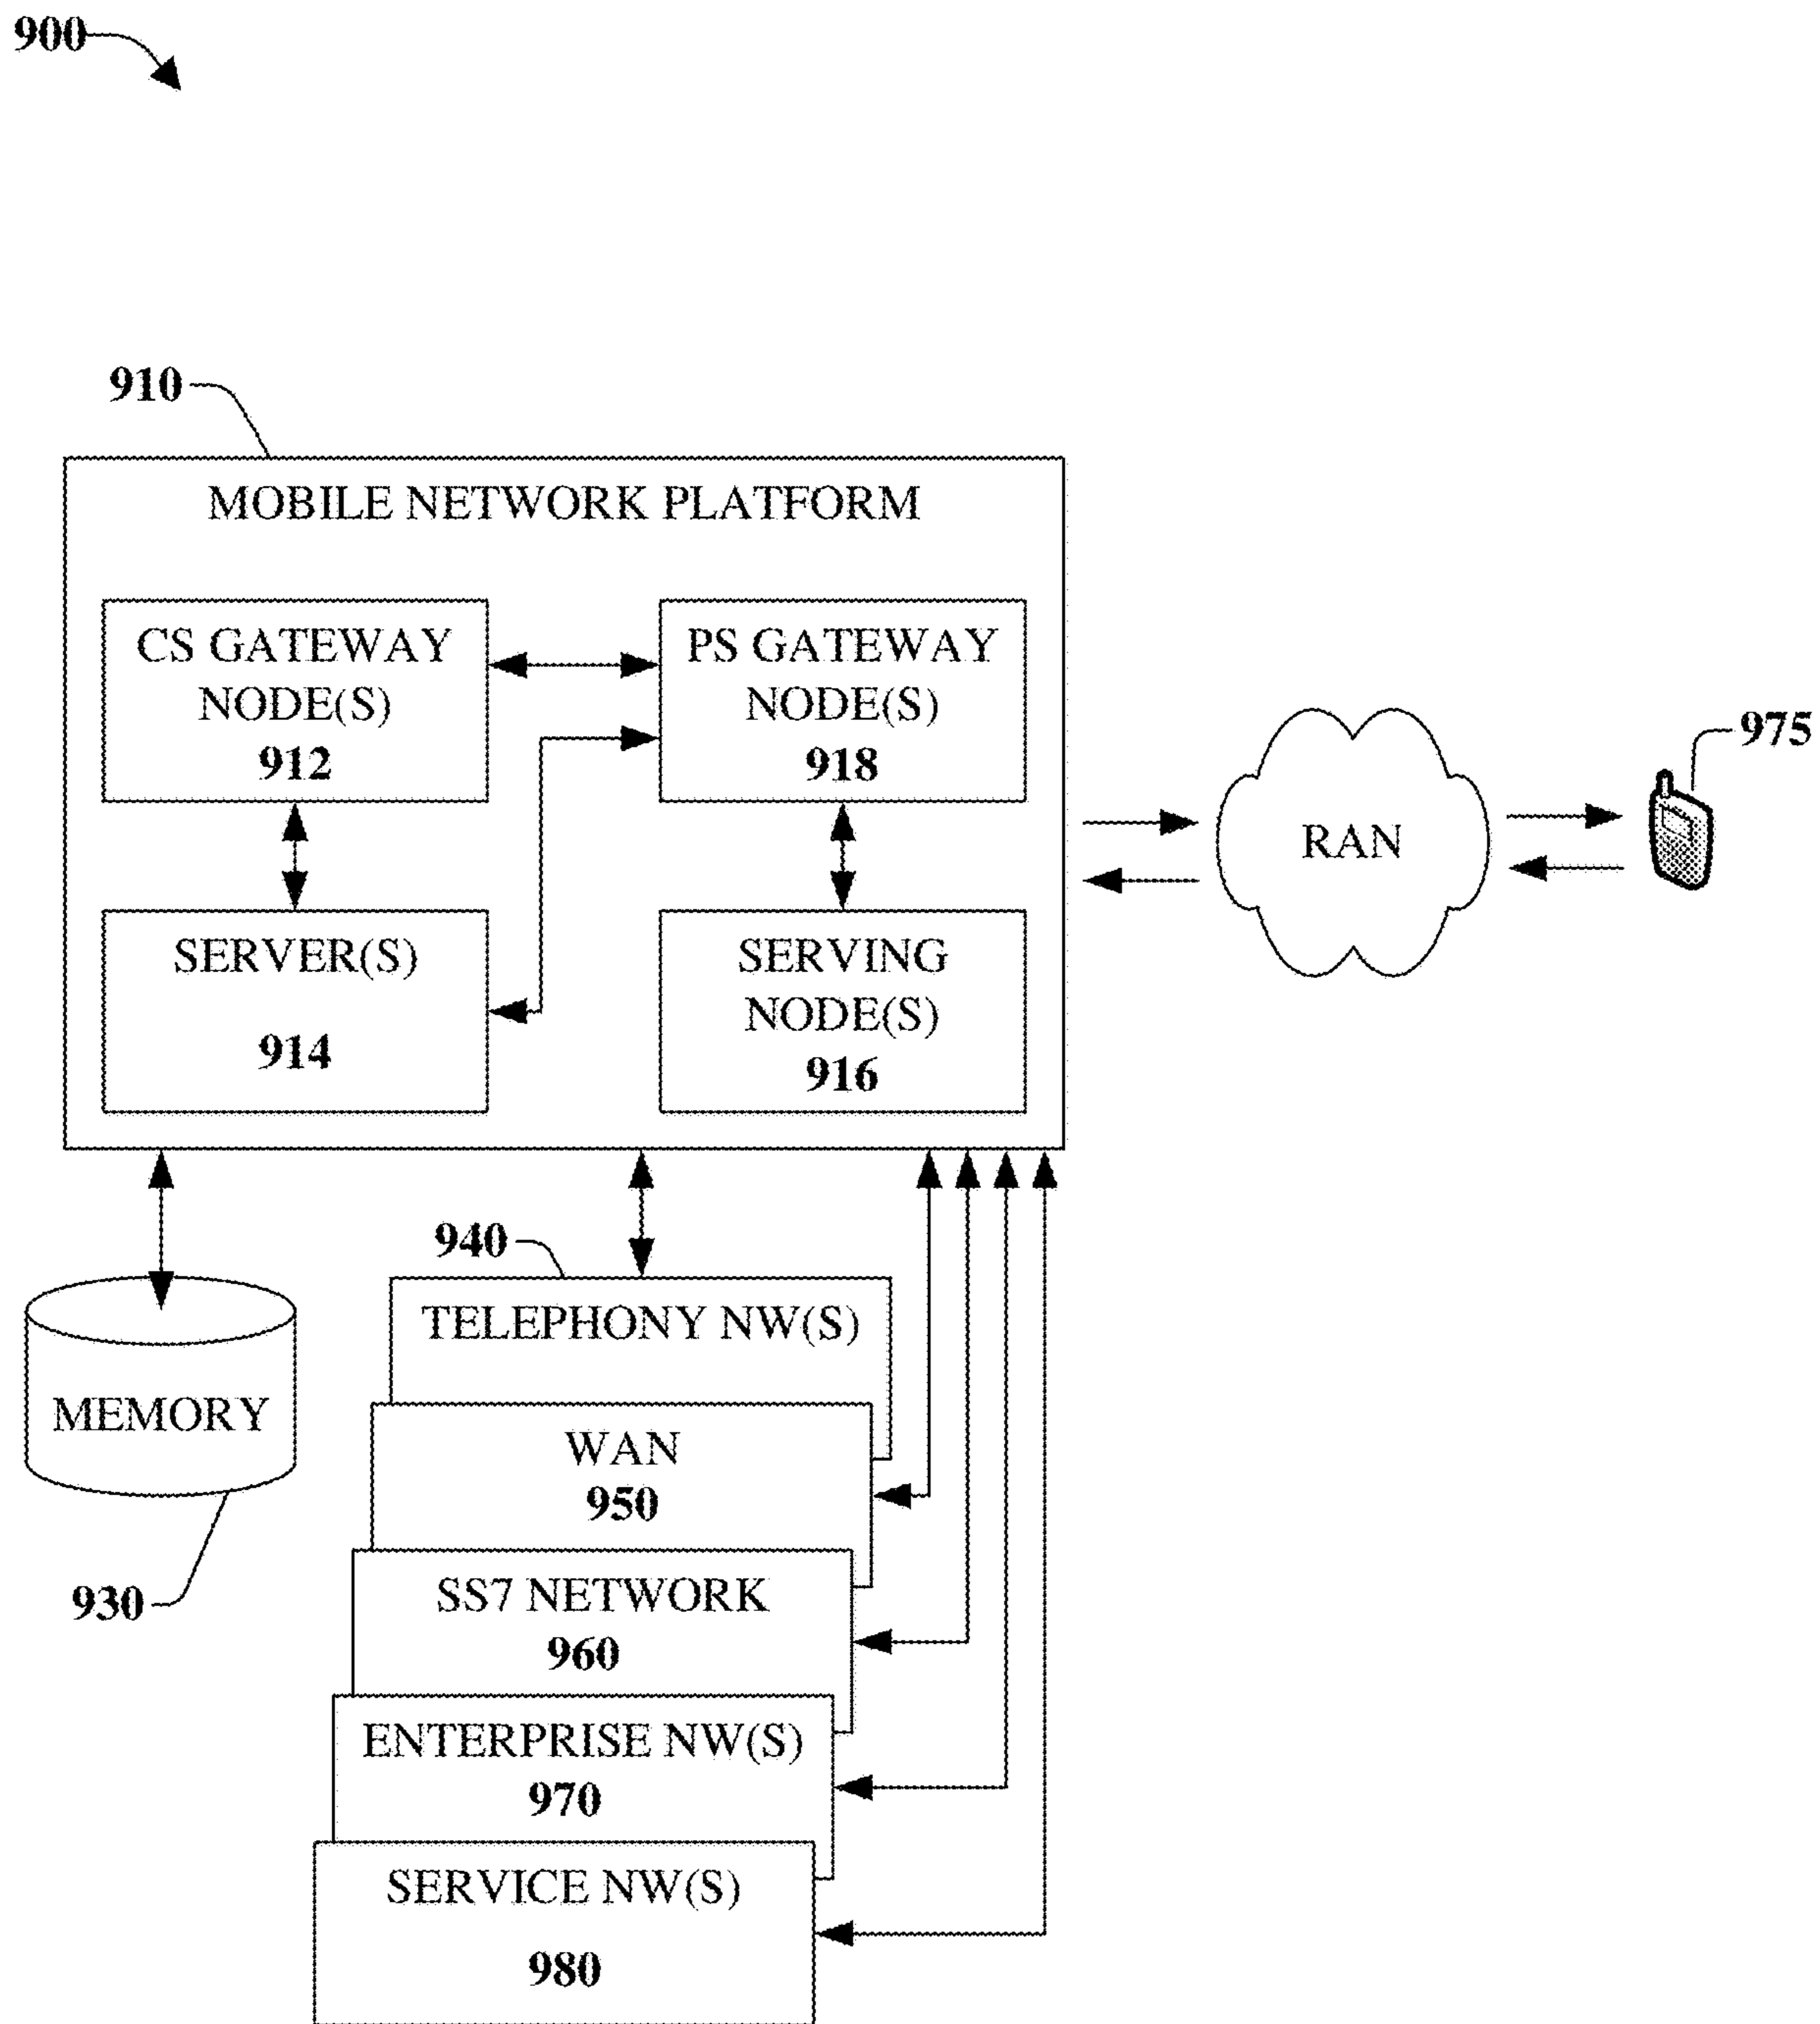 900
910
MOBILE NETWORK PLATFORM
CS GATEWAY
NODE(S)
912
PS GATEWAY
NODE(S)
918
SERVER(S)
914
SERVING
NODE(S)
916
RAN
975
940
TELEPHONY NW(S)
MEMORY
930
WAN
950
SS7 NETWORK
960
ENTERPRISE NW(S)
970
SERVICE NW(S)
980